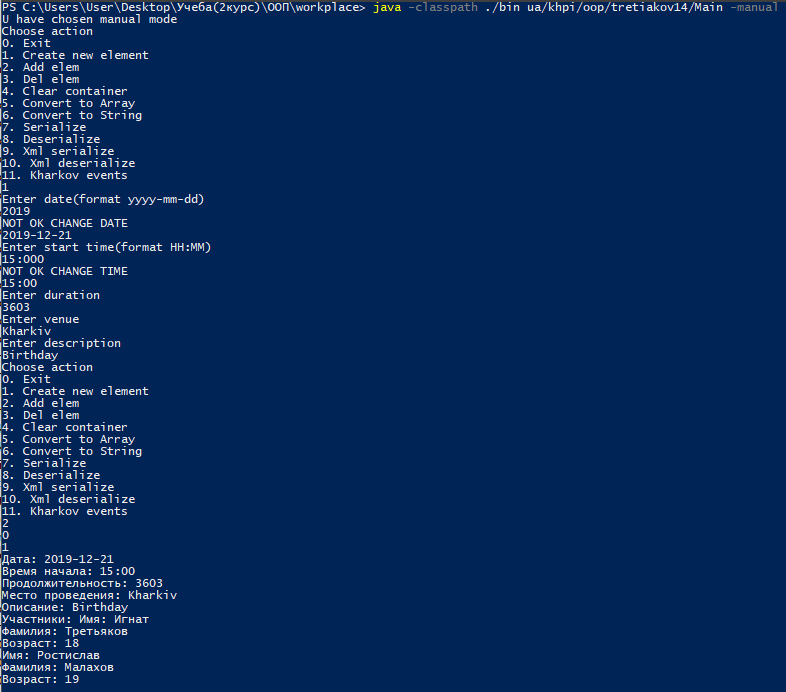 PS C:\Users\User\Desktop\Учеба(2курс)\ООП\workplace> java -classpath ./bin ua/khpi/oop/tretiakov14/Main -manual
U have chosen manual mode
Choose action
0. Exit
1. Create new element
2. Add elem
3. Del elem
4. Clear container
5. Convert to Array
6. Convert to String
7. Serialize
8. Deserialize
9. Xml serialize
10. Xml deserialize
11. Kharkov events
1
Enter date(format yyyy-mm-dd)
2019
NOT OK CHANGE DATE
2019-12-21
Enter start time(format HH:MM)
15:000
NOT OK CHANGE TIME
15:00
Enter duration
3603
Enter venue
Kharkiv
Enter description
Birthday
Choose action
0. Exit
1. Create new element
2. Add elem
3. Del elem
4. Clear container
5. Convert to Array
6. Convert to String
7. Serialize
8. Deserialize
9. Xml serialize
10. Xml deserialize
11. Kharkov events
2
0
1
Дата: 2019-12-21
Время начала: 15:00
Продолжительность: 3603
Место проведения: Kharkiv
Описание: Birthday
Участники: Имя: Игнат
Фамилия: Третьяков
Возраст: 18
Имя: Ростислав
Фамилия: Малахов
Возраст: 19